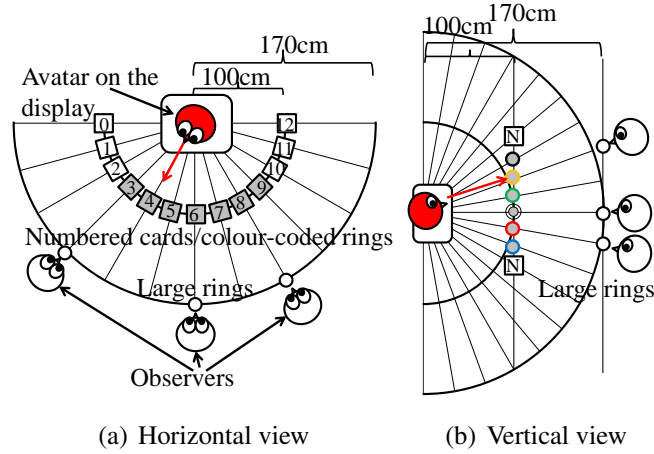 170cm
100cm
Avatar on the
display
0
1
2
3
4
5
6
7
8
9
10
11
12
Numbered cards/colour-coded rings
Large rings
Observers
(a) Horizontal view
170cm
100cm
N
N
Large rings
(b) Vertical view